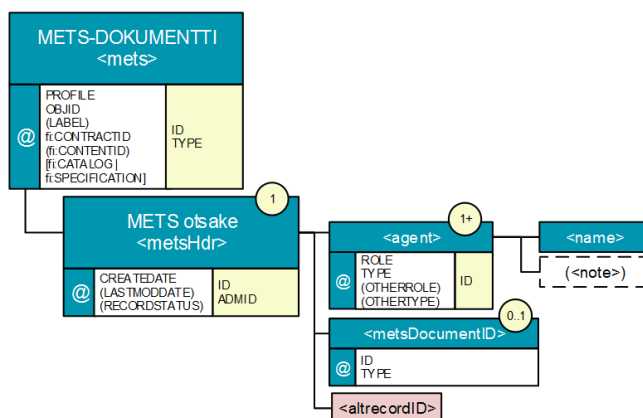 METS-DOKUMENTTI
<mets>
@
PROFILE
OBJID
(LABEL)
fi:CONTRACTID
(fi:CONTENTID)
[fi:CATALOG |
fi:SPECIFICATION]
ID
TYPE
1
METS otsake
<metsHdr>
@
CREATEDATE
(LASTMODDATE)
(RECORDSTATUS)
ID
ADMID
1+
<agent>
@
ROLE
TYPE
(OTHERROLE)
(OTHERTYPE)
ID
<name>
(<note>)
0..1
<metsDocumentID>
@
ID
TYPE
<altrecordID>